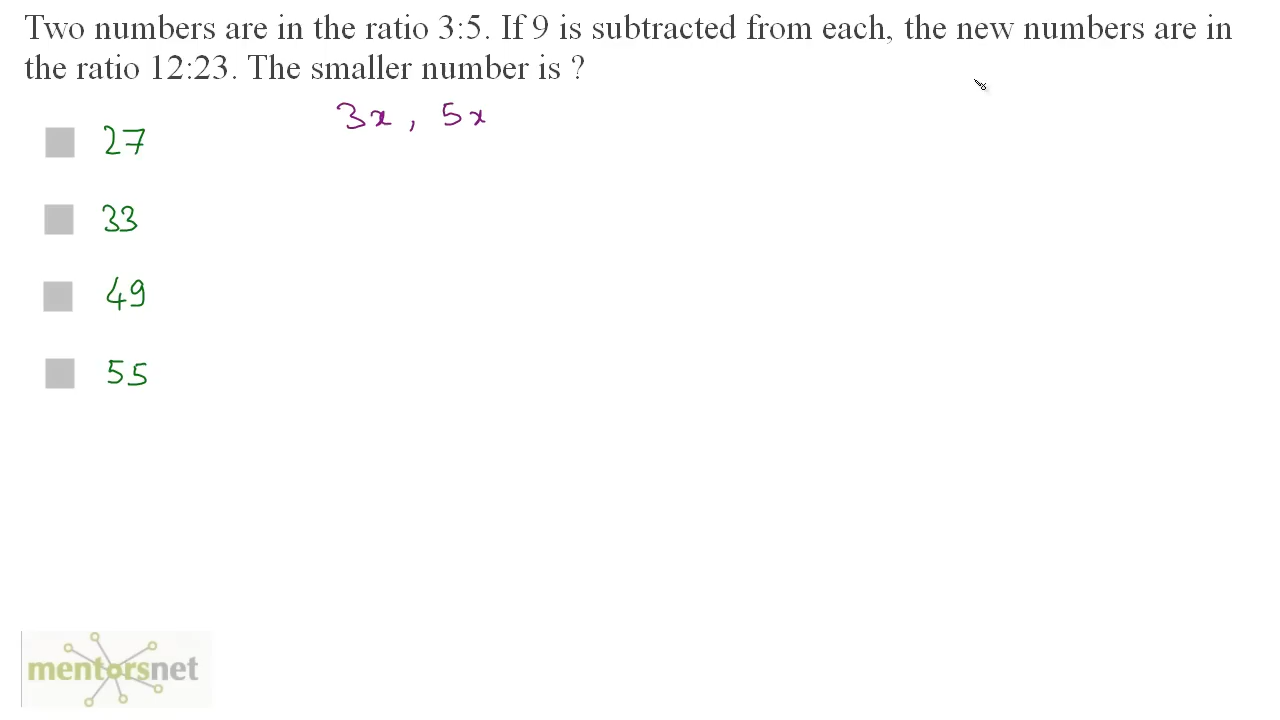 Two numbers are in the ratio 3:5. If 9 is subtracted from each, the new numbers are in
the ratio 12:23. The smaller number is ?
3x , 5x
27
33
49
55
mentorsnet